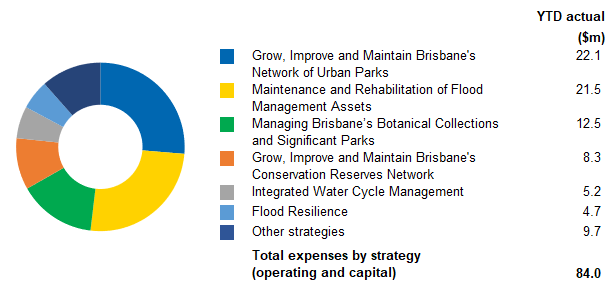 YTD actual
($m)
Grow, Improve and Maintain Brisbane's 22.1
Network of Urban Parks
Maintenance and Rehabilitation of Flood 21.5
Management Assets
Managing Brisbane’s Botanical Collections 12.5
and Significant Parks
Grow, Improve and Maintain Brisbane's 8.3
Conservation Reserves Network
Integrated Water Cycle Management 5.2
Flood Resilience 4.7
Other strategies 9.7
Total expenses by strategy
(operating and capital) 84.0